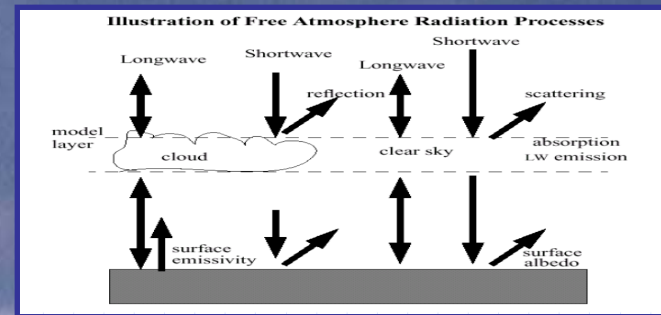 Illustration of Free Atmosphere Radiation Processes
Longwave
Shortwave
Longwave
Shortwave
reflection
scattering
model
layer
cloud
clear sky
absorption
LW emission
surface
emissivity
surface
albedo